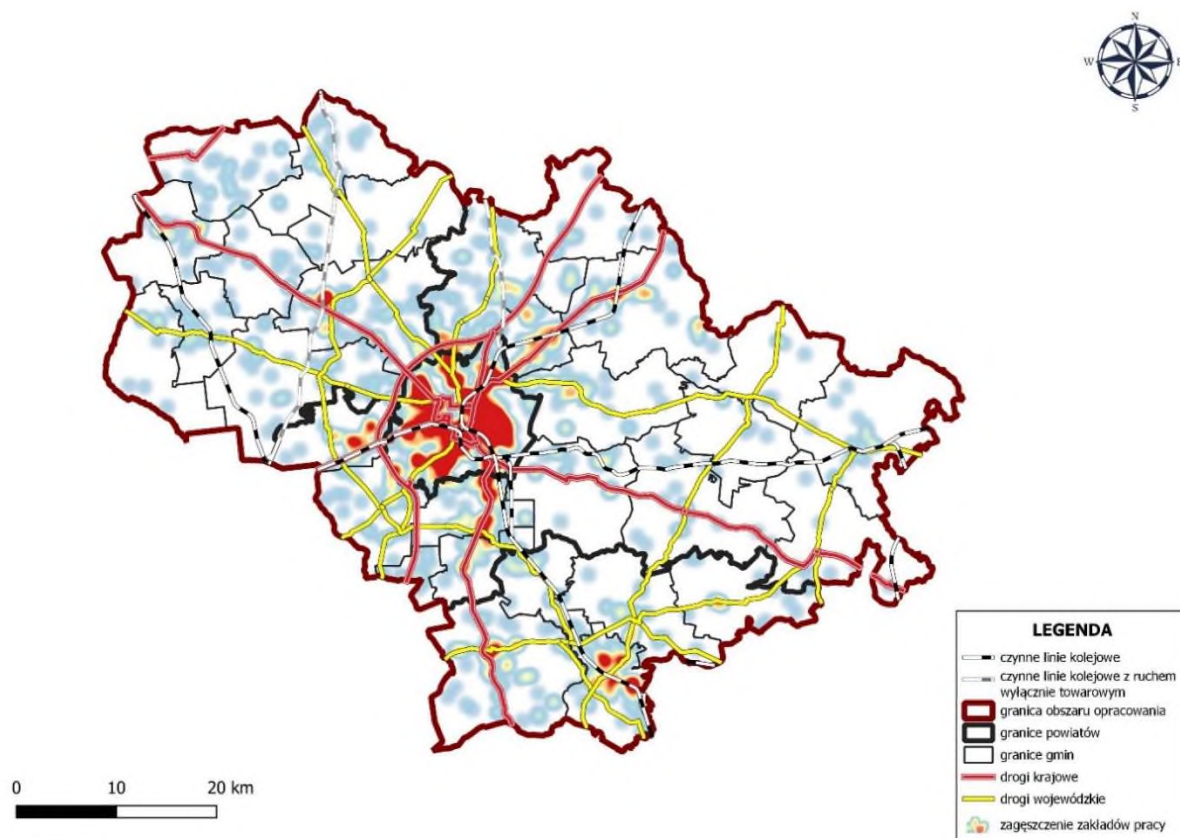 N
W
E
S
LEGENDA
czynne linie kolejowe
czynne linie kolejowe z ruchem
wyłącznie towarowym
granica obszaru opracowania
granice powiatów
granice gmin
drogi krajowe
drogi wojewódzkie
zagęszczenie zakładów pracy
0 10 20 km